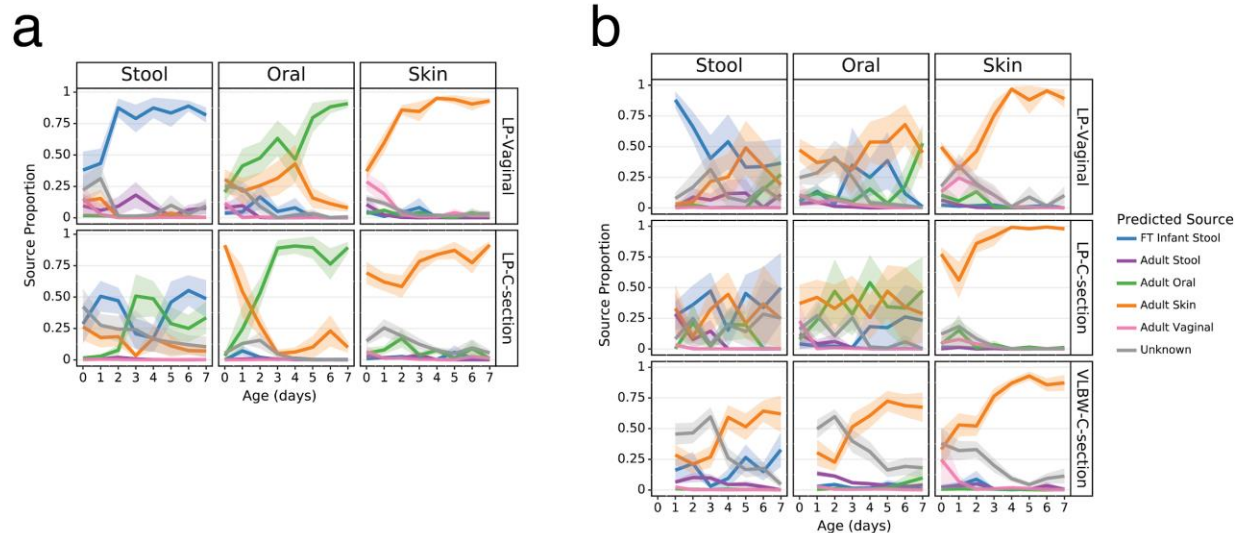 a
Stool Oral Skin
1
0.75
0.50
0.25
0
LP-Vaginal
1
0.75
0.50
0.25
0
LP-C-section
Source Proportion
0 1 2 3 4 5 6 7 0 1 2 3 4 5 6 7 0 1 2 3 4 5 6 7
Age (days)
b
Stool Oral Skin
1
0.75
0.50
0.25
0
LP-Vaginal
1
0.75
0.50
0.25
0
LP-C-section
1
0.75
0.50
0.25
0
VLBW-C-section
Source Proportion
0 1 2 3 4 5 6 7 0 1 2 3 4 5 6 7 0 1 2 3 4 5 6 7
Age (days)
Predicted Source
FT Infant Stool
Adult Stool
Adult Oral
Adult Skin
Adult Vaginal
Unknown